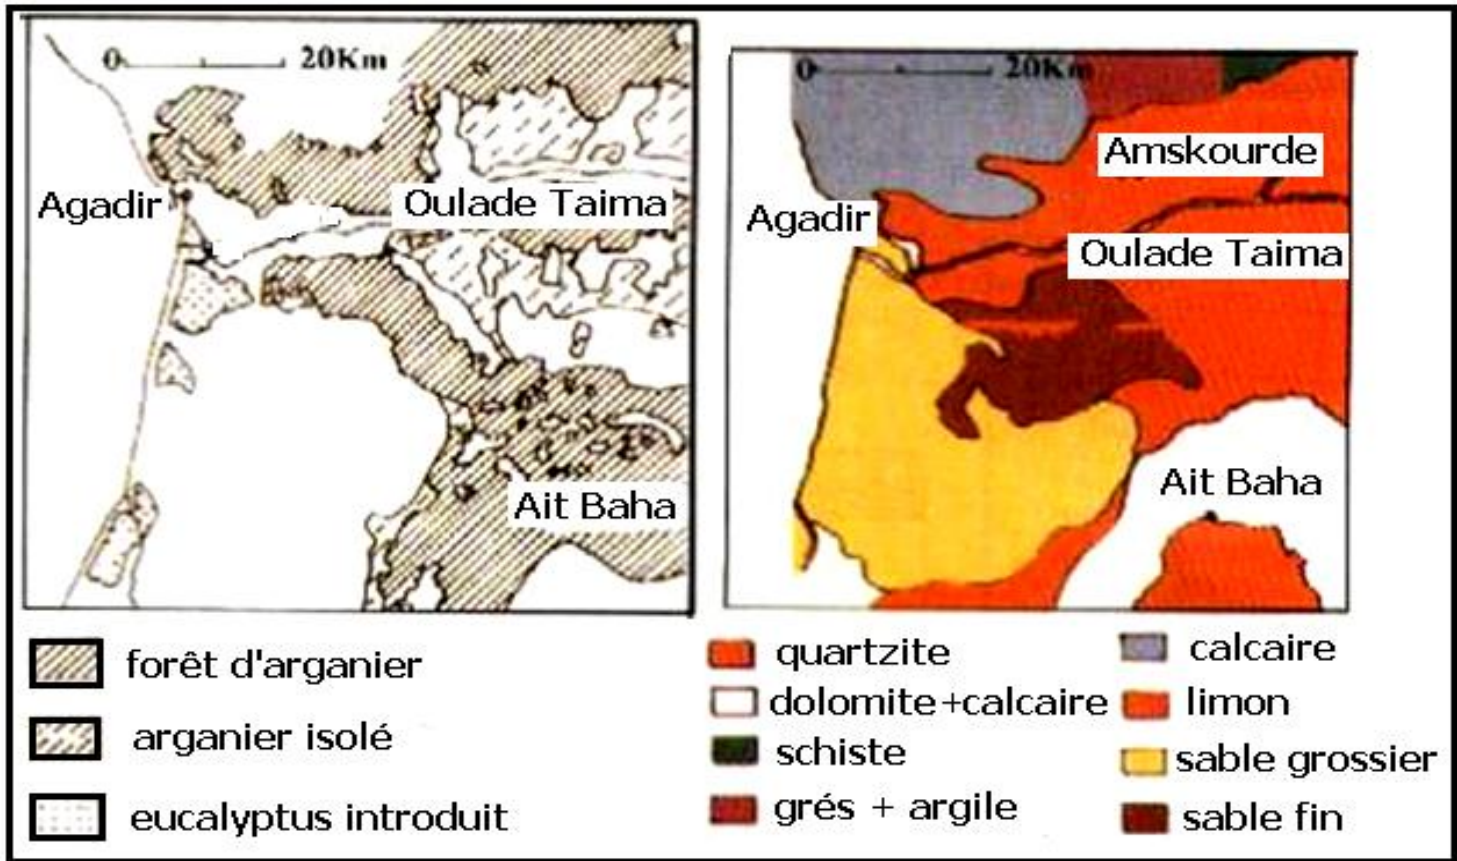 0 20Km
Agadir
Oulade Taima
Ait Baha
0 20Km
Amskourde
Agadir
Oulade Taima
Ait Baha
forêt d'arganier
arganier isolé
eucalyptus introduit
quartzite
dolomite+calcaire
schiste
grés + argile
calcaire
limon
sable grossier
sable fin